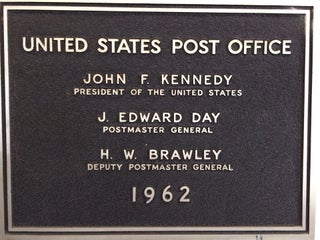 UNITED STATES POST OFFICE
JOHN F. KENNEDY
PRESIDENT OF THE UNITED STATES
J. EDWARD DAY
POSTMASTER GENERAL
H. W. BRAWLEY
DEPUTY POSTMASTER GENERAL
1962